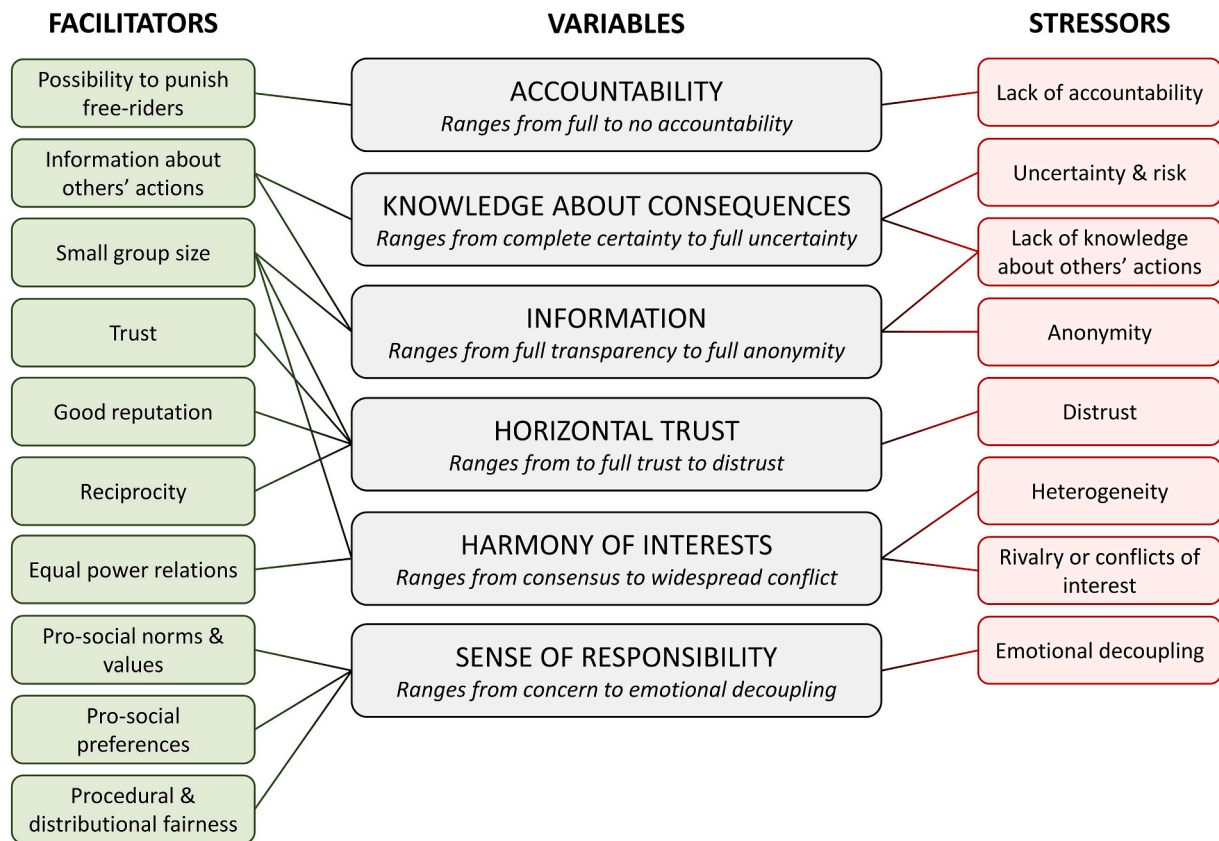 FACILITATORS
Possibility to punish
free-riders
Information about
others’ actions
Small group size
Trust
Good reputation
Reciprocity
Equal power relations
Pro-social norms &
values
Pro-social
preferences
Procedural &
distributional fairness
VARIABLES
ACCOUNTABILITY
Ranges from full to no accountability
KNOWLEDGE ABOUT CONSEQUENCES
Ranges from complete certainty to full uncertainty
INFORMATION
Ranges from full transparency to full anonymity
HORIZONTAL TRUST
Ranges from to full trust to distrust
HARMONY OF INTERESTS
Ranges from consensus to widespread conflict
SENSE OF RESPONSIBILITY
Ranges from concern to emotional decoupling
STRESSORS
Lack of accountability
Uncertainty & risk
Lack of knowledge
about others’ actions
Anonymity
Distrust
Heterogeneity
Rivalry or conflicts of
interest
Emotional decoupling